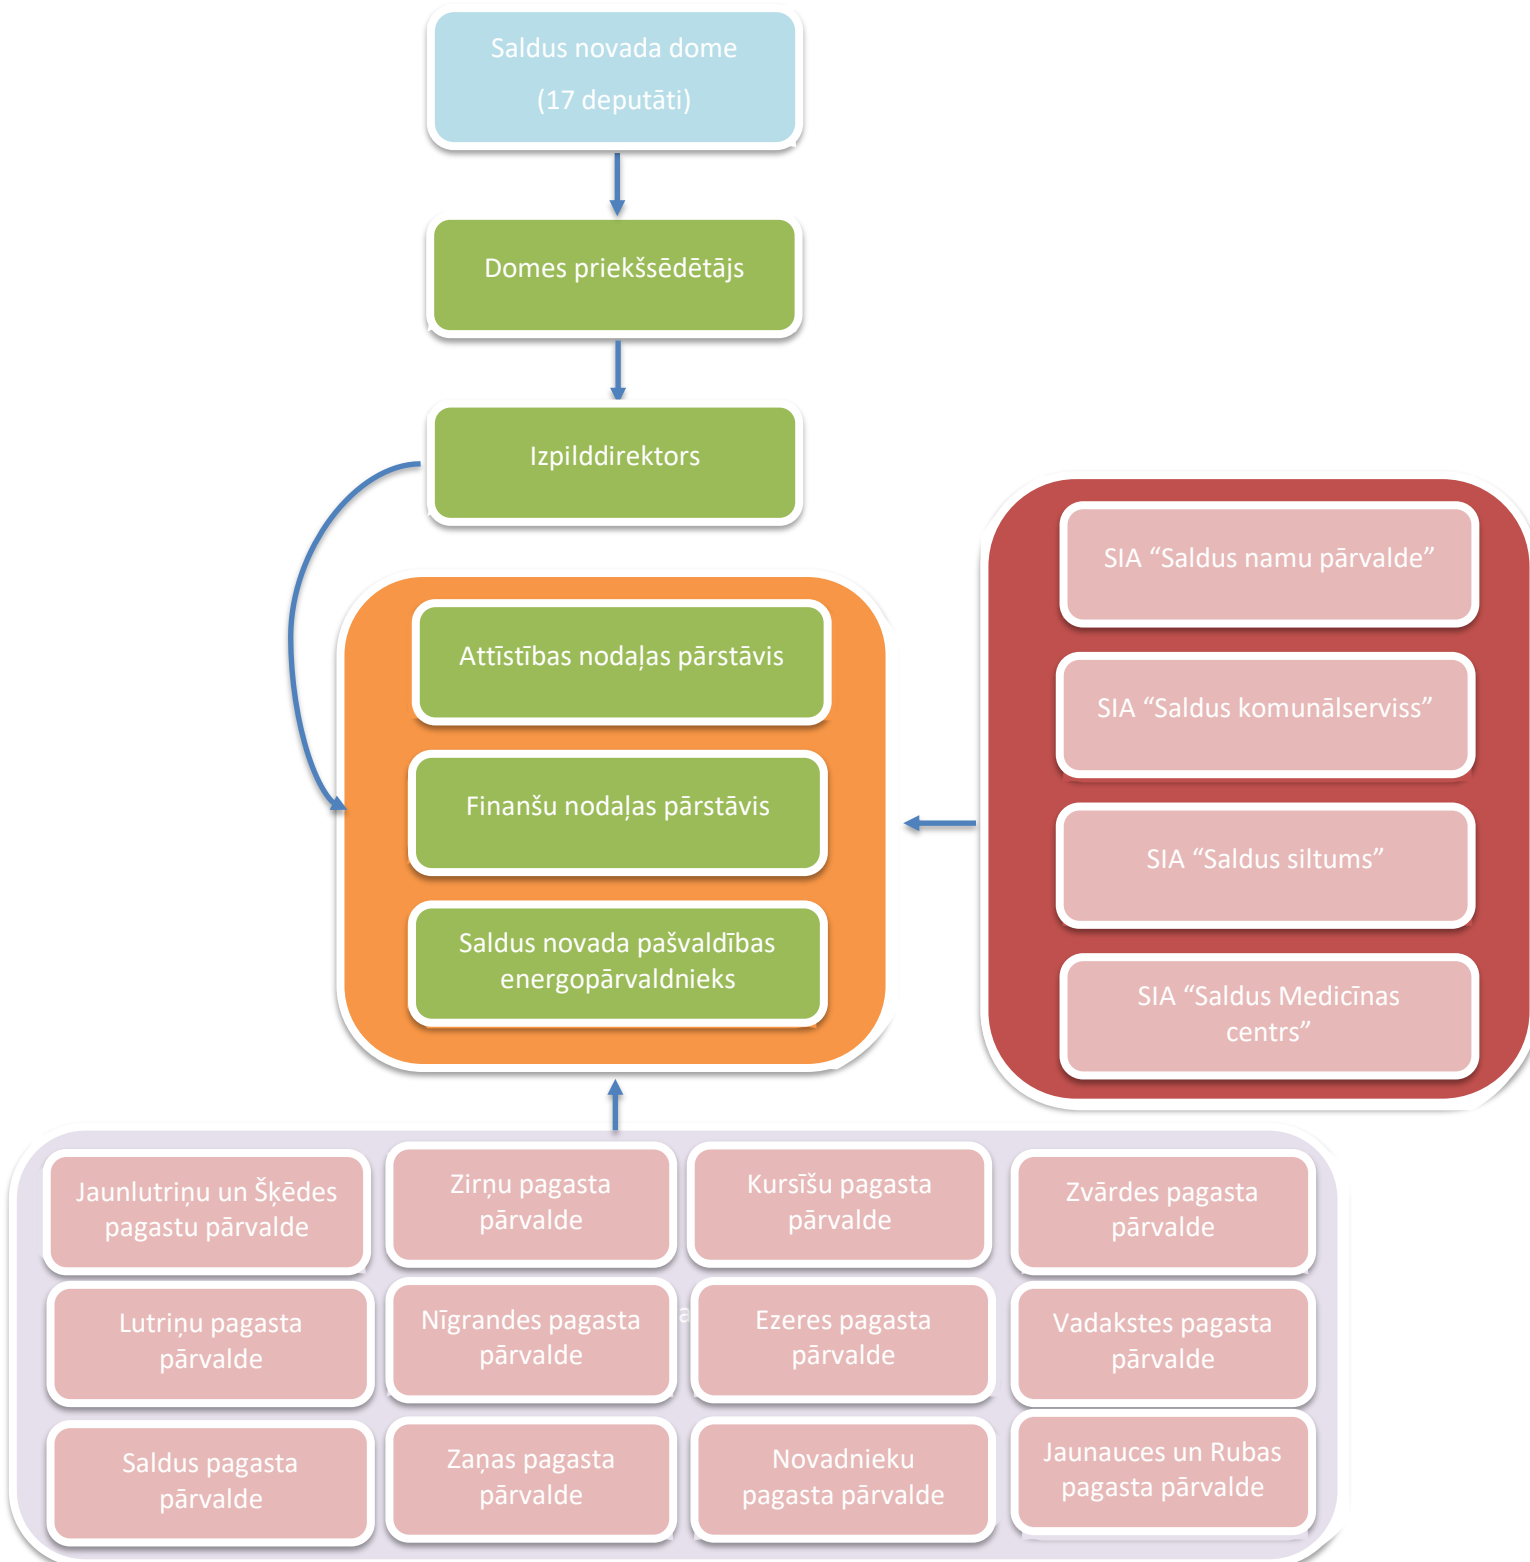 Saldus novada dome
(17 deputāti)
Domes priekšsēdētājs
Izpilddirektors
Attīstības nodaļas pārstāvis
Finanšu nodaļas pārstāvis
Saldus novada pašvaldības
energopārvaldnieks
SIA “Saldus namu pārvalde”
SIA “Saldus komunālserviss”
SIA “Saldus siltums”
SIA “Saldus Medicīnas
centrs”
Jaunlutriņu un Šķēdes
pagastu pārvalde
Zirņu pagasta
pārvalde
Kursīšu pagasta
pārvalde
Zvārdes pagasta
pārvalde
Lutriņu pagasta
pārvalde
Nīgrandes pagasta
pārvalde
Ezeres pagasta
pārvalde
Vadakstes pagasta
pārvalde
Saldus pagasta
pārvalde
Zaņas pagasta
pārvalde
Novadnieku
pagasta pārvalde
Jaunauces un Rubas
pagasta pārvalde